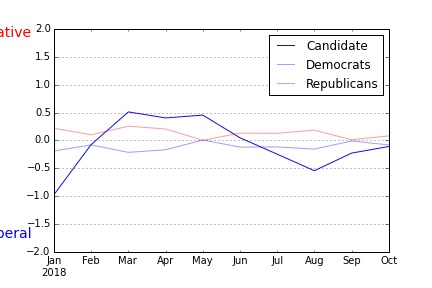 2.0
1.5
1.0
0.5
0.0
−0.5
−1.0
−1.5
−2.0
ative
beral
Candidate
Democrats
Republicans
Jan Feb Mar Apr May Jun Jul Aug Sep Oct
2018